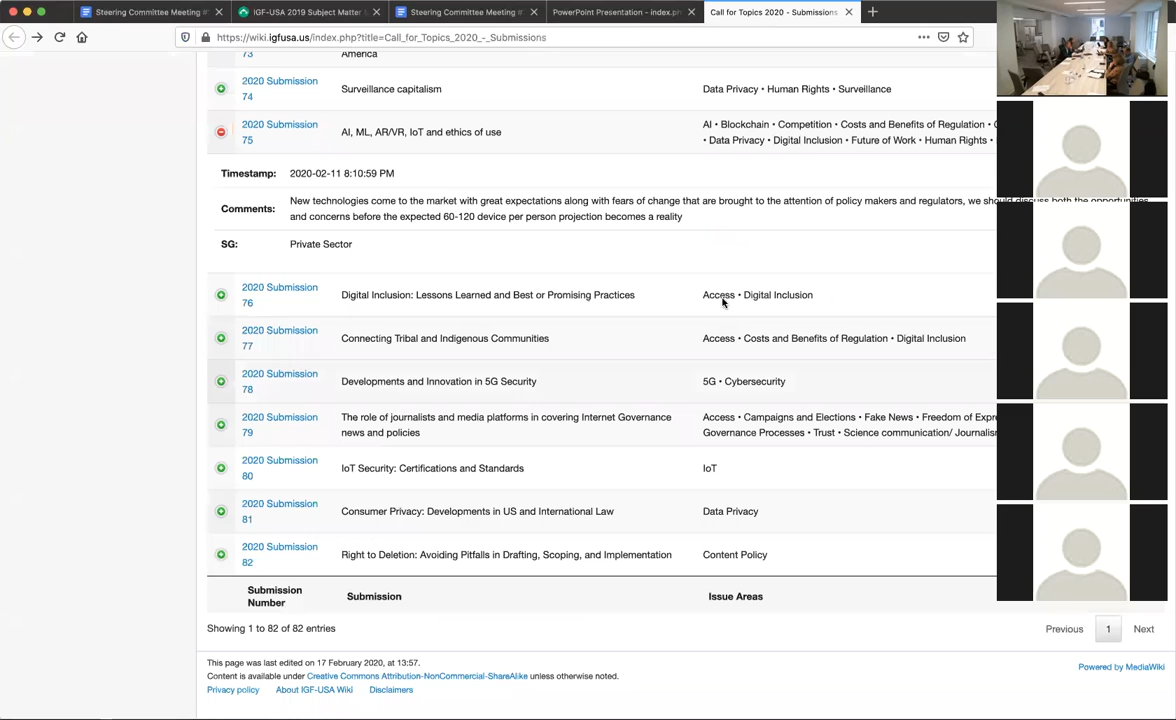 Steering Committee Meeting #
IGF-USA 2019 Subject Matter
Steering Committee Meeting #
PowerPoint Presentation - index.ph
Call for Topics 2020 - Submissions
https://wiki.igfusa.us/index.php?title=Call_for_Topics_2020_-_Submissions
73
America
2020 Submission
74
Surveillance capitalism
Data Privacy • Human Rights • Surveillance
2020 Submission
75
AI, ML, AR/VR, IoT and ethics of use
AI • Blockchain • Competition • Costs and Benefits of Regulation •
• Data Privacy • Digital Inclusion • Future of Work • Human Rights •
Timestamp:
2020-02-11 8:10:59 PM
Comments:
New technologies come to the market with great expectations along with fears of change that are brought to the attention of policy makers and regulators, we should discuss both the opportunities
and concerns before the expected 60-120 device per person projection becomes a reality
SG:
Private Sector
2020 Submission
76
Digital Inclusion: Lessons Learned and Best or Promising Practices
Access • Digital Inclusion
2020 Submission
77
Connecting Tribal and Indigenous Communities
Access • Costs and Benefits of Regulation • Digital Inclusion
2020 Submission
78
Developments and Innovation in 5G Security
5G • Cybersecurity
2020 Submission
79
The role of journalists and media platforms in covering Internet Governance
news and policies
Access • Campaigns and Elections • Fake News • Freedom of Expre
Governance Processes • Trust • Science communication/ Journalism
2020 Submission
80
IoT Security: Certifications and Standards
IoT
2020 Submission
81
Consumer Privacy: Developments in US and International Law
Data Privacy
2020 Submission
82
Right to Deletion: Avoiding Pitfalls in Drafting, Scoping, and Implementation
Content Policy
Submission
Number
Submission
Issue Areas
Showing 1 to 82 of 82 entries
Previous
1
Next
This page was last edited on 17 February 2020, at 13:57.
Content is available under Creative Commons Attribution-NonCommercial-ShareAlike unless otherwise noted.
Privacy policy
About IGF-USA Wiki
Disclaimers
Powered by MediaWiki